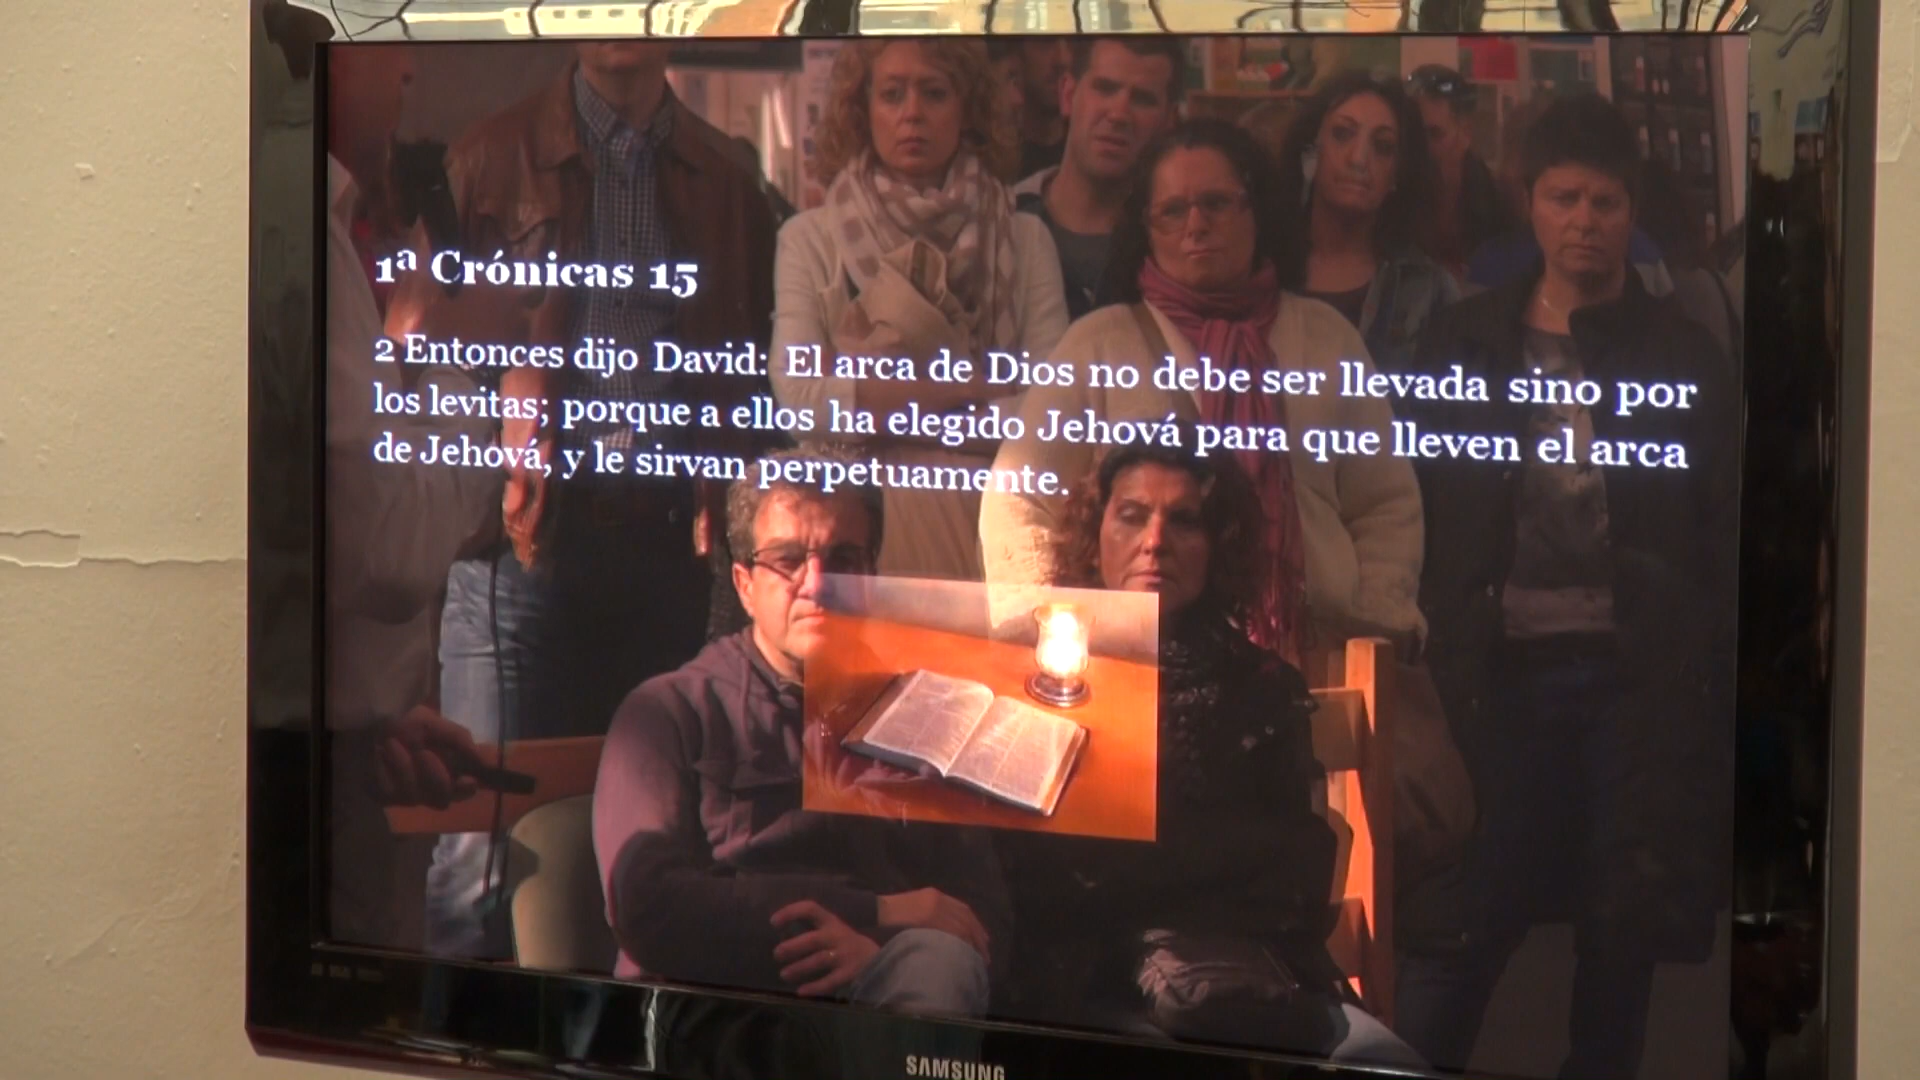 1ª Crónicas 15
2 Entonces dijo David: El arca de Dios no debe ser llevada sino por
los levitas; porque a ellos ha elegido Jehová para que lleven el arca
de Jehová, y le sirvan perpetuamente.
SAMSUNG